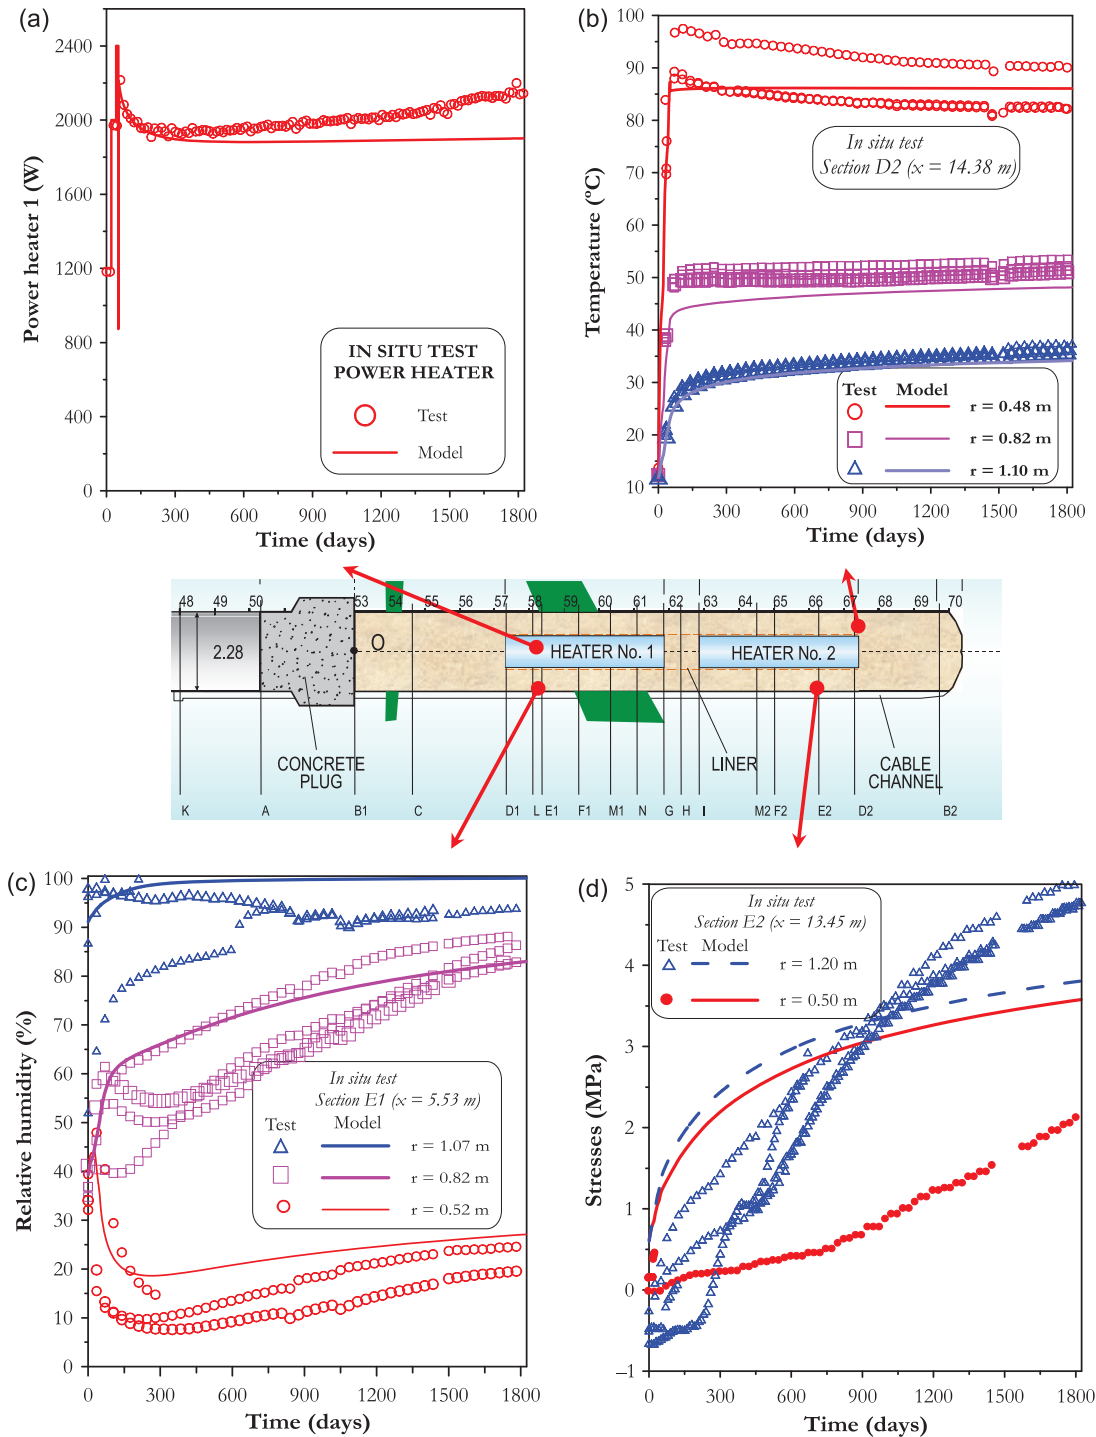 (a)
2400
2000
1600
1200
800
400
0
Power heater 1 (W)
IN SITU TEST
POWER HEATER
Test
Model
0 300 600 900 1200 1500 1800
Time (days)
(b)
100
90
80
70
60
50
40
30
20
10
Temperature (°C)
In situ test
Section D2 (x = 14.38 m)
Test Model
r = 0.48 m
r = 0.82 m
r = 1.10 m
0 300 600 900 1200 1500 1800
Time (days)
48 49 50 53 54 55 56 57 58 59 60 61 62 63 64 65 66 67 68 69 70
2.28
O
HEATER No. 1
HEATER No. 2
CONCRETE
PLUG
LINER
CABLE
CHANNEL
K A B1 C D1 L E1 F1 M1 N G H I M2 F2 E2 D2 B2
(c)
100
90
80
70
60
50
40
30
20
10
0
Relative humidity (%)
In situ test
Section E1 (x = 5.53 m)
Test Model
r = 1.07 m
r = 0.82 m
r = 0.52 m
0 300 600 900 1200 1500 1800
Time (days)
(d)
5
4
3
2
1
0
−1
Stresses (MPa)
In situ test
Section E2 (x = 13.45 m)
Test Model
r = 1.20 m
r = 0.50 m
0 300 600 900 1200 1500 1800
Time (days)